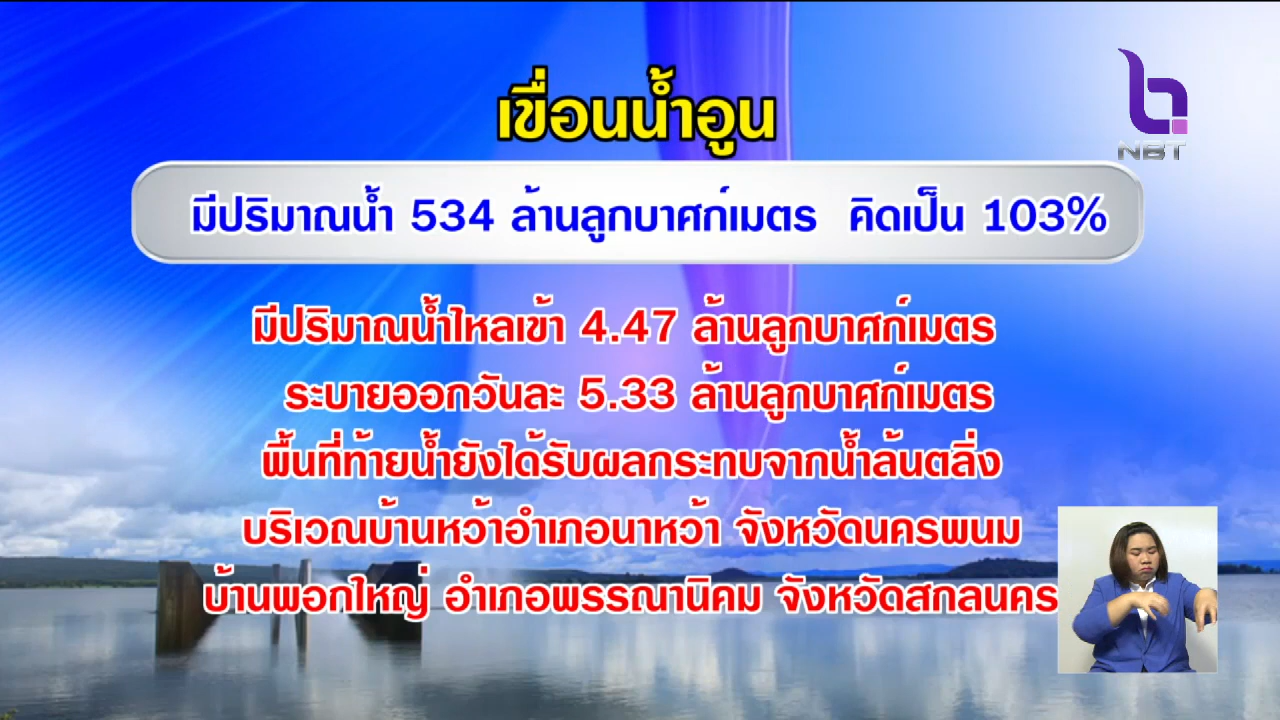 เขื่อนน้ำอูน
NBT
มีปริมาณน้ำ 534 ล้านลูกบาศก์เมตร คิดเป็น 103%
มีปริมาณน้ำไหลเข้า 4.47 ล้านลูกบาศก์เมตร
ระบายออกวันละ 5.33 ล้านลูกบาศก์เมตร
พื้นที่ท้ายน้ำยังได้รับผลกระทบจากน้ำล้นตลิ่ง
บริเวณบ้านหว้าอำเภอนาหว้า จังหวัดนครพนม
บ้านพอกใหญ่ อำเภอพรรณานิคม จังหวัดสกลนคร